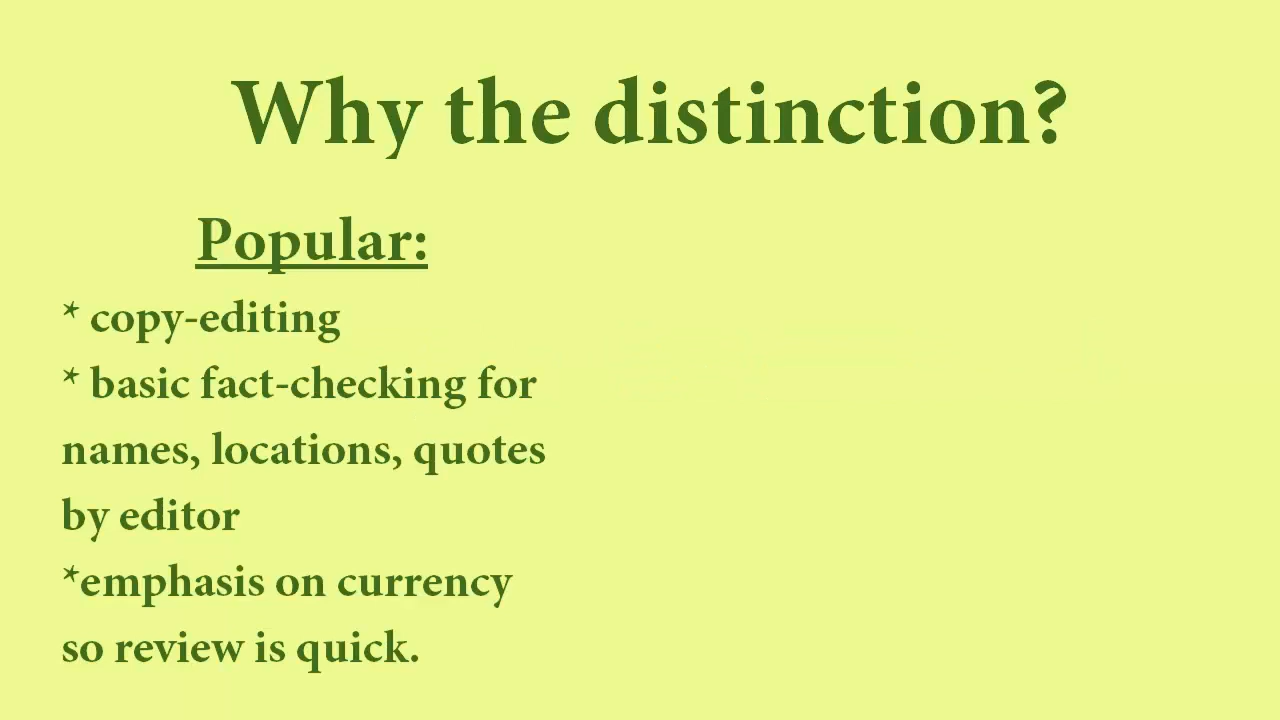 Why the distinction?
Popular:
* copy-editing
* basic fact-checking for
names, locations, quotes
by editor
*emphasis on currency
so review is quick.